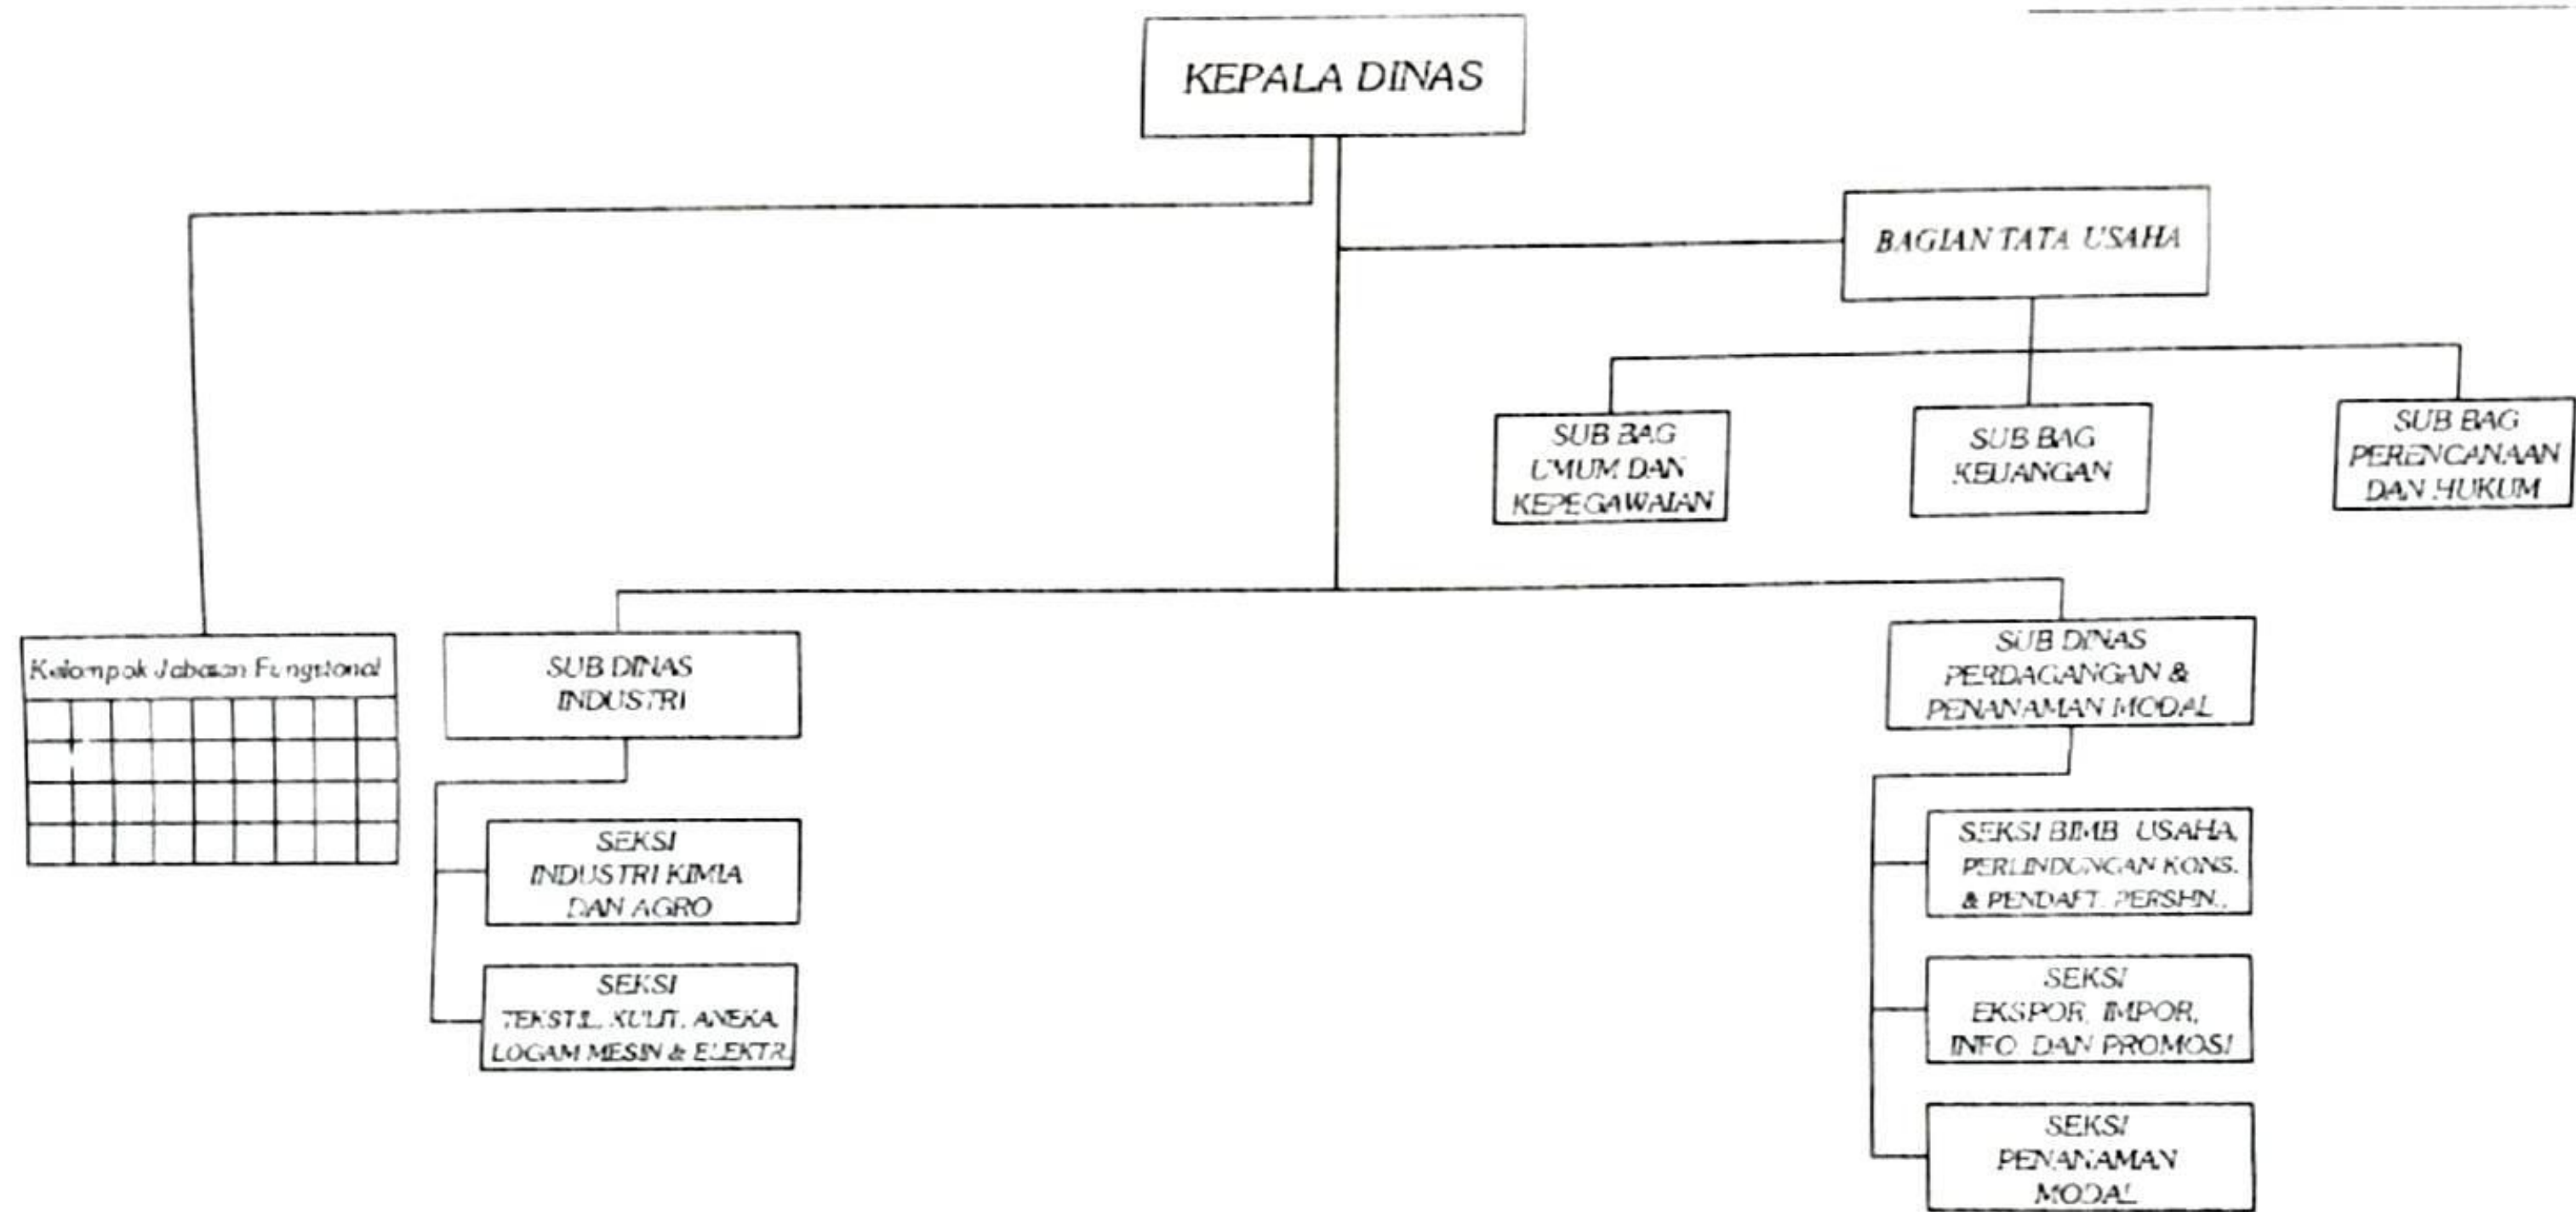 KEPALA DINAS
BAGIAN TATA USAHA
SUB BAG
UMUM DAN
KEPEGAWAIAN
SUB BAG
KEUANGAN
SUB BAG
PERENCANAAN
DAN HUKUM
Kelompok Jabatan Fungsional
SUB DINAS
INDUSTRI
SEKSI
INDUSTRI KIMIA
DAN AGRO
SEKSI
TEKSTIL, KULIT, ANEKA,
LOGAM MESIN & ELEKTR.
SUB DINAS
PERDAGANGAN &
PENANAMAN MODAL
SEKSI BIMB USAHA,
PERLINDUNGAN KONS.
& PENDAFT. PERSHN.,
SEKSI
EKSPOR, IMPOR,
INFO DAN PROMOSI
SEKSI
PENANAMAN
MODAL